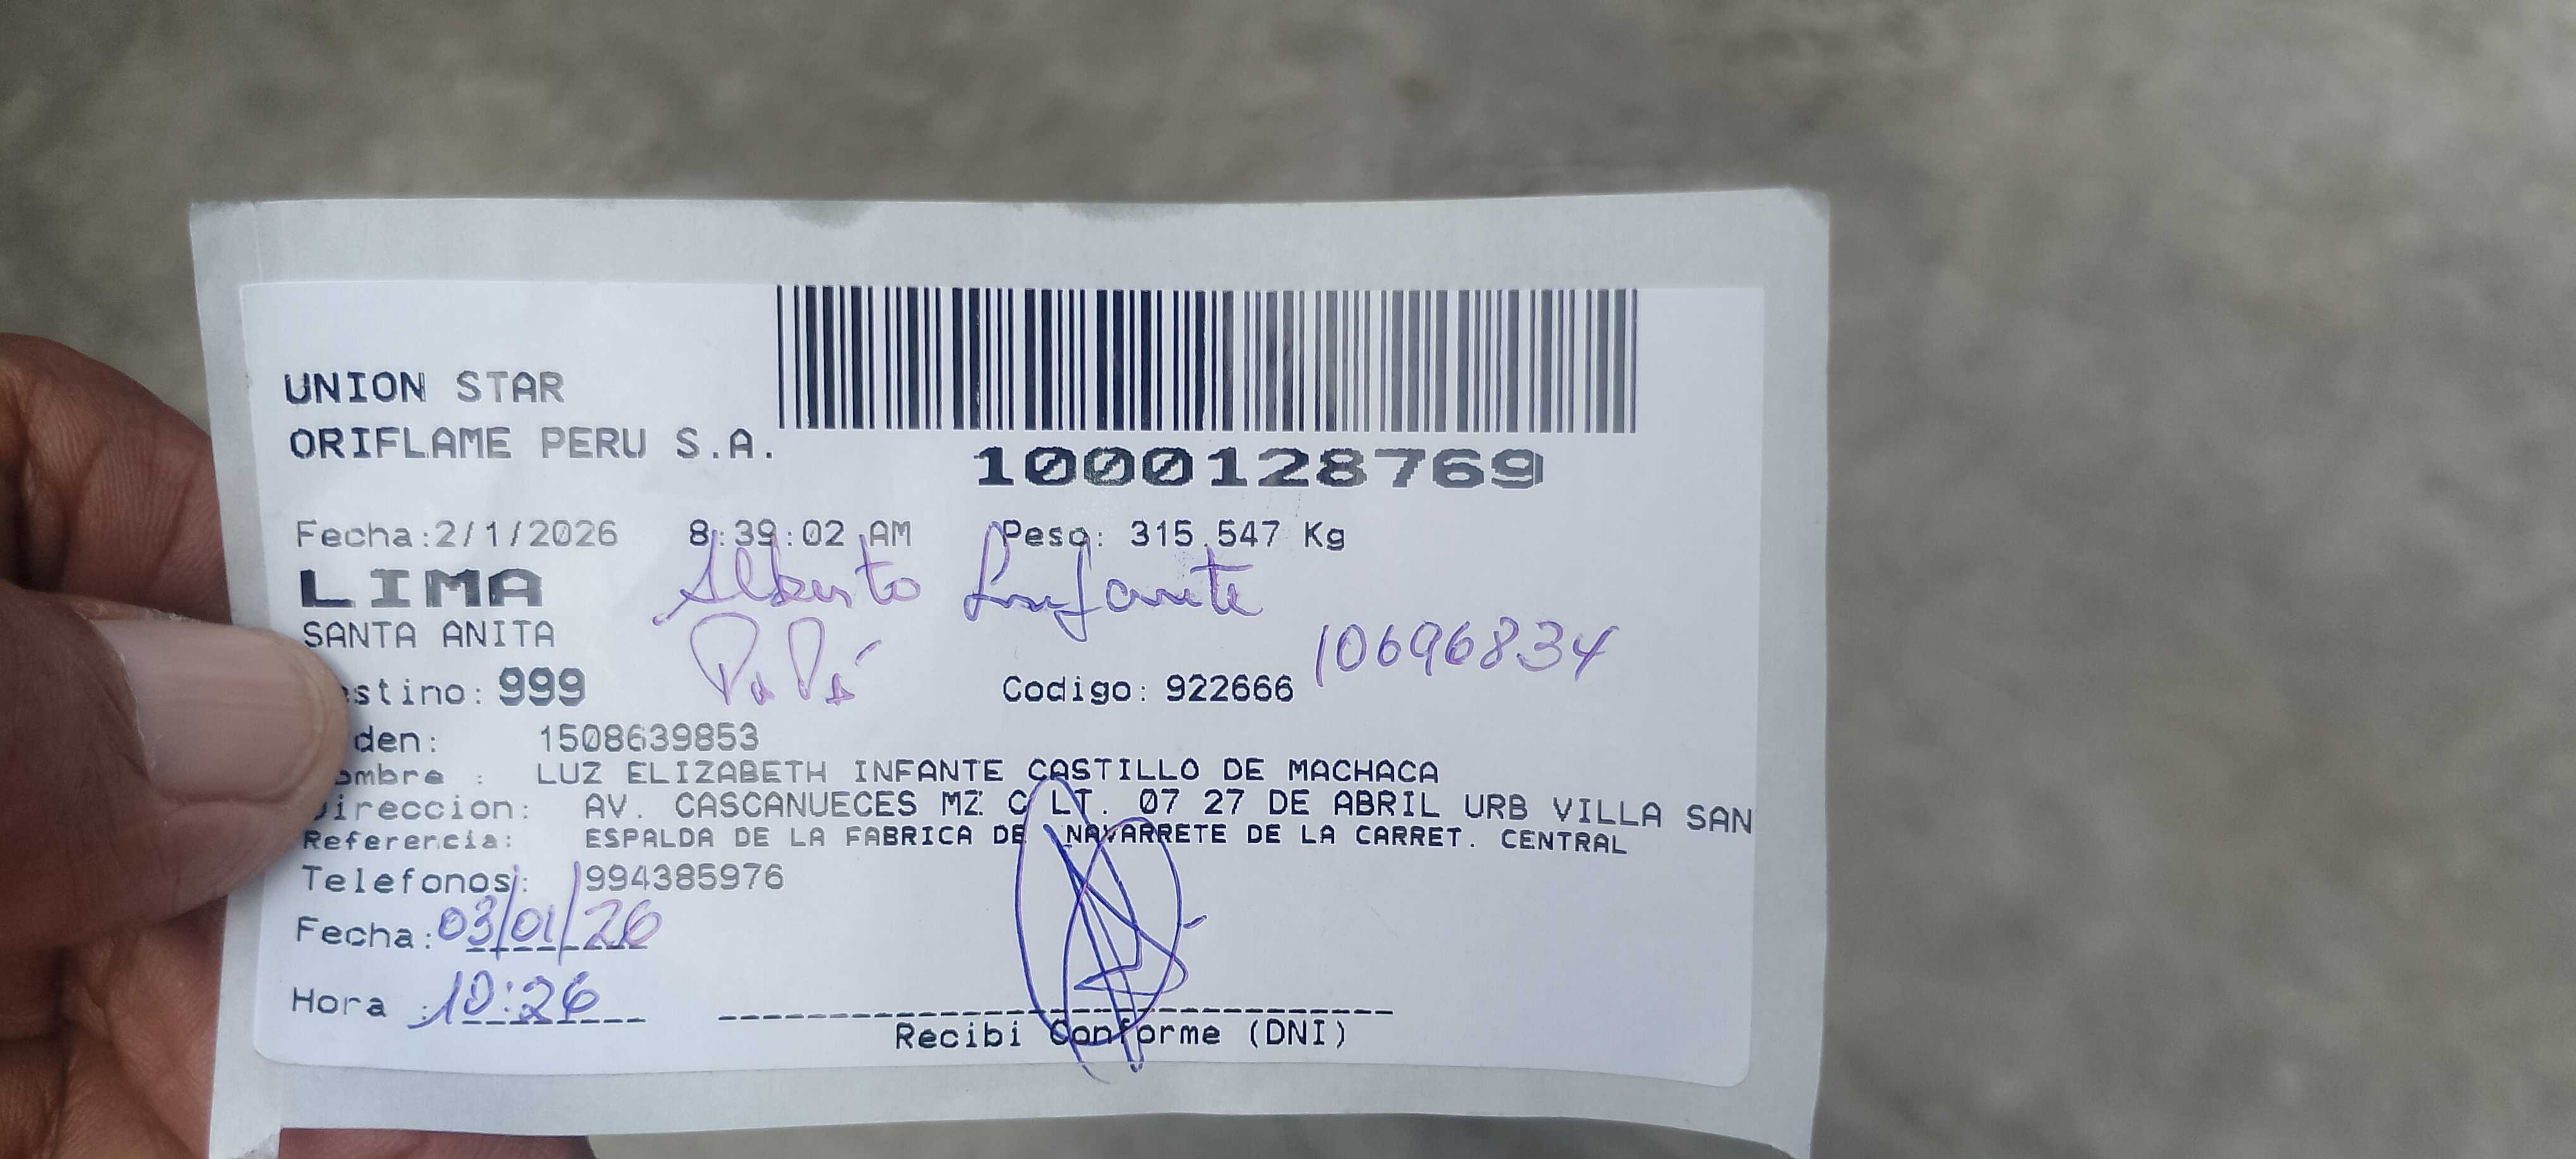 UNION STAR
ORIFLAME PERU S.A.
1000128769
Fecha:2/1/2026 8:39:02 AM Peso: 315.547 Kg
LIMA Alberto Infante
SANTA ANITA PaPá 10696834
stino: 999 Codigo: 922666
den: 1508639853
ombre : LUZ ELIZABETH INFANTE CASTILLO DE MACHACA
ireccion: AV. CASCANUECES MZ C LT. 07 27 DE ABRIL URB VILLA SAN
Referencia: ESPALDA DE LA FABRICA DE NAVARRETE DE LA CARRET. CENTRAL
Telefonos: 994385976
Fecha: 03/01/26
Hora : 10:26
Recibi Conforme (DNI)